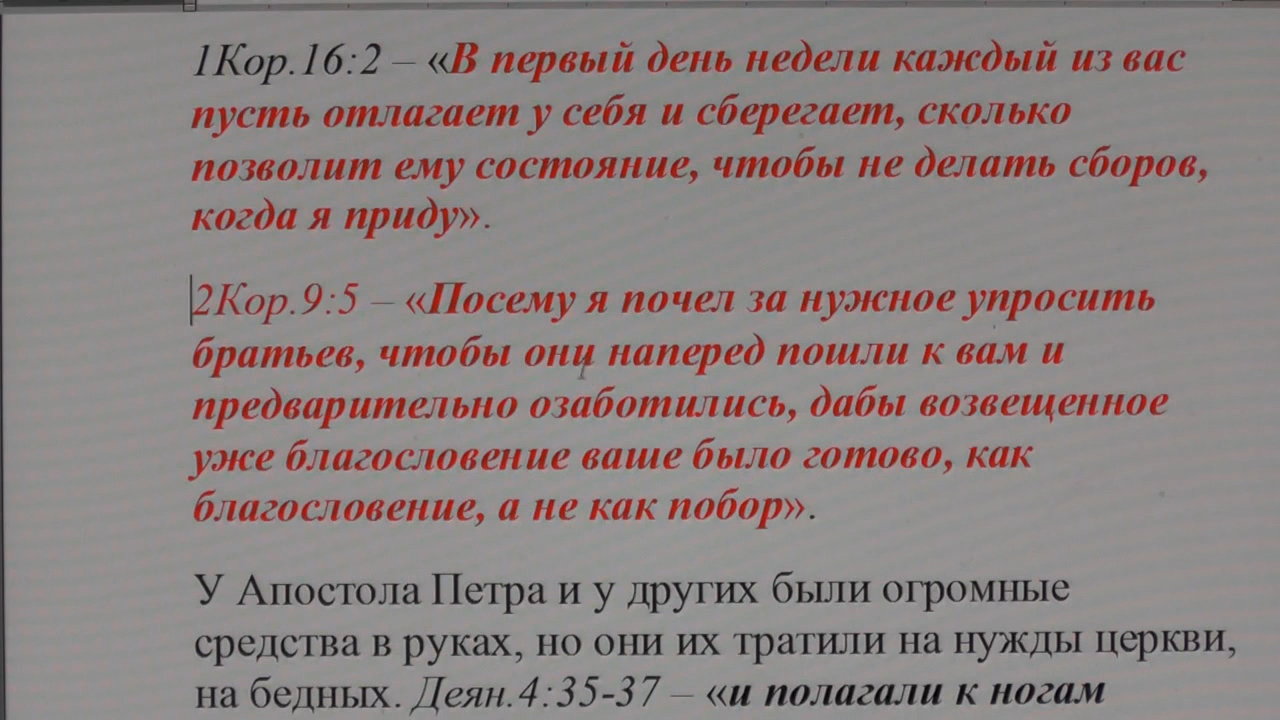 1Кор.16:2 – «В первый день недели каждый из вас
пусть отлагает у себя и сберегает, сколько
позволит ему состояние, чтобы не делать сборов,
когда я приду».
2Кор.9:5 – «Посему я почел за нужное упросить
братьев, чтобы они наперед пошли к вам и
предварительно озаботились, дабы возвещенное
уже благословение ваше было готово, как
благословение, а не как побор».
У Апостола Петра и у других были огромные
средства в руках, но они их тратили на нужды церкви,
на бедных. Деян.4:35-37 – «и полагали к ногам